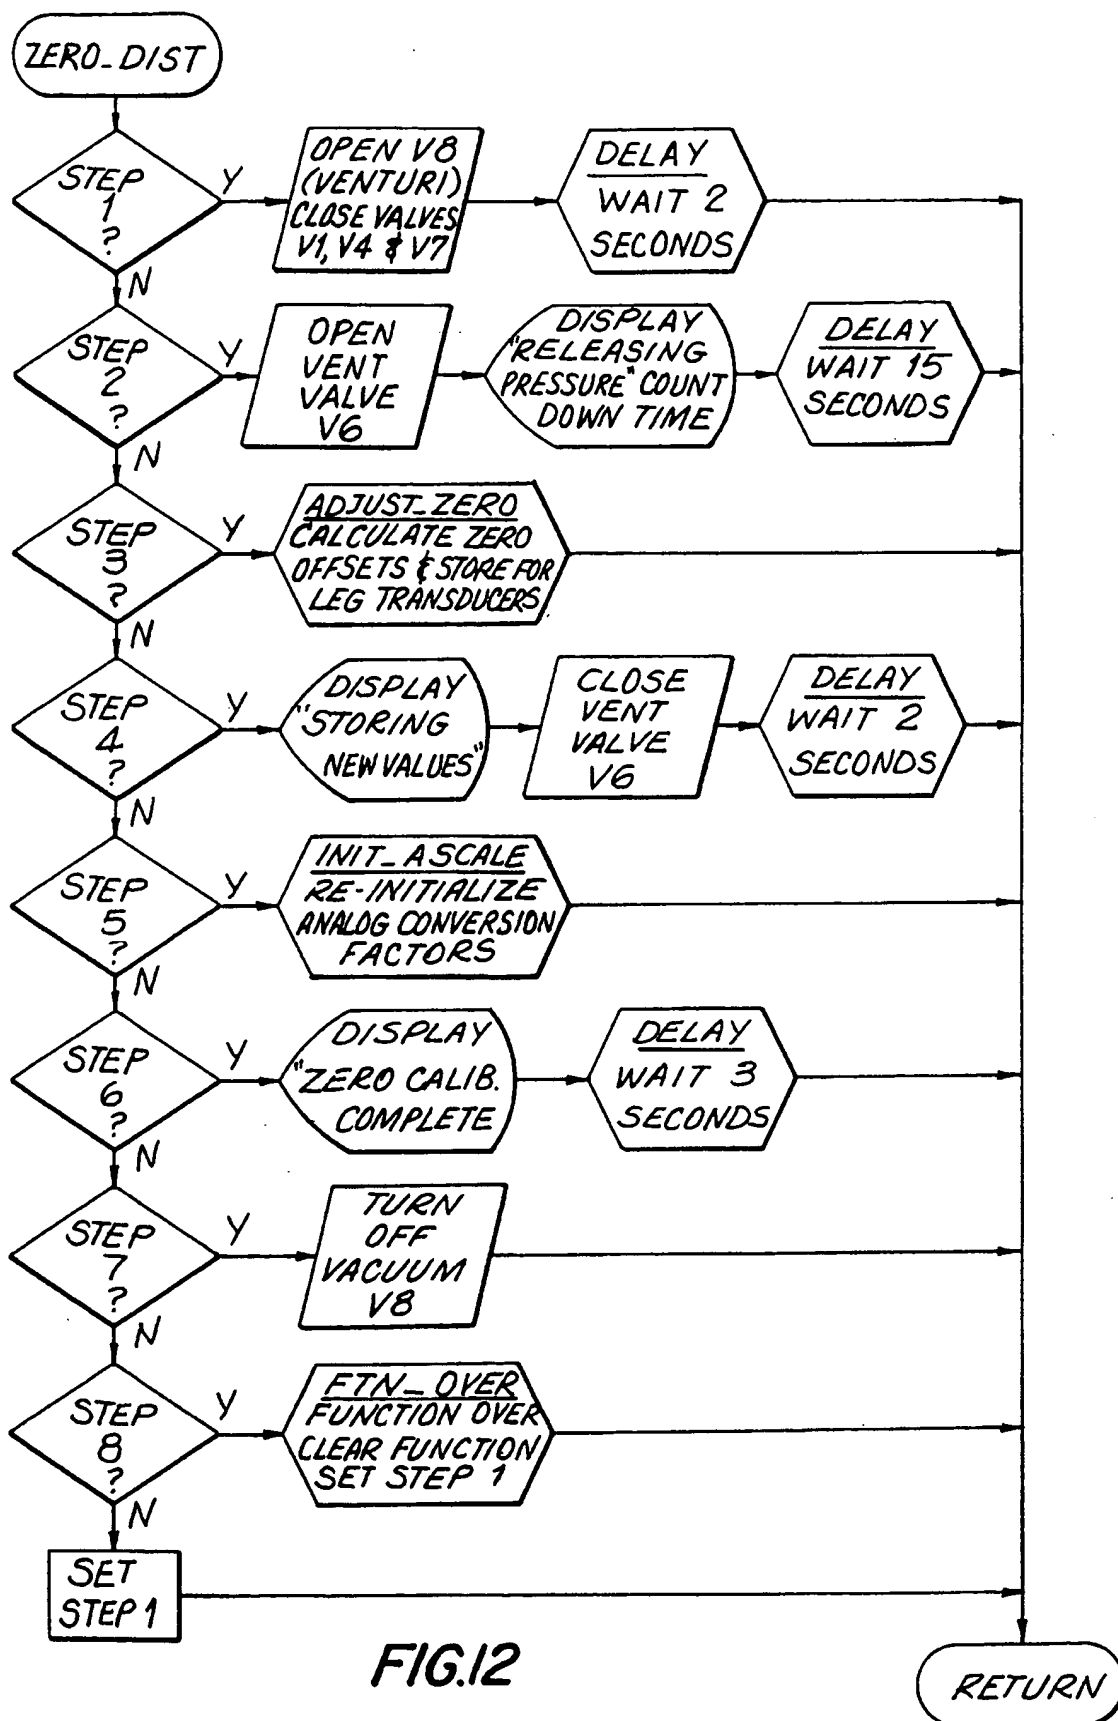 ZERO_DIST
STEP
1
?
Y
OPEN V8
(VENTURI)
CLOSE VALVES
V1, V4 & V7
DELAY
WAIT 2
SECONDS
N
STEP
2
?
Y
OPEN
VENT
VALVE
V6
DISPLAY
"RELEASING
PRESSURE" COUNT
DOWN TIME
DELAY
WAIT 15
SECONDS
N
STEP
3
?
Y
ADJUST_ZERO
CALCULATE ZERO
OFFSETS & STORE FOR
LEG TRANSDUCERS
N
STEP
4
?
Y
DISPLAY
"STORING
NEW VALUES"
CLOSE
VENT
VALVE
V6
DELAY
WAIT 2
SECONDS
N
STEP
5
?
Y
INIT_ASCALE
RE-INITIALIZE
ANALOG CONVERSION
FACTORS
N
STEP
6
?
Y
DISPLAY
"ZERO CALIB.
COMPLETE
DELAY
WAIT 3
SECONDS
N
STEP
7
?
Y
TURN
OFF
VACUUM
V8
N
STEP
8
?
Y
FTN_OVER
FUNCTION OVER
CLEAR FUNCTION
SET STEP 1
N
SET
STEP 1
FIG.12
RETURN